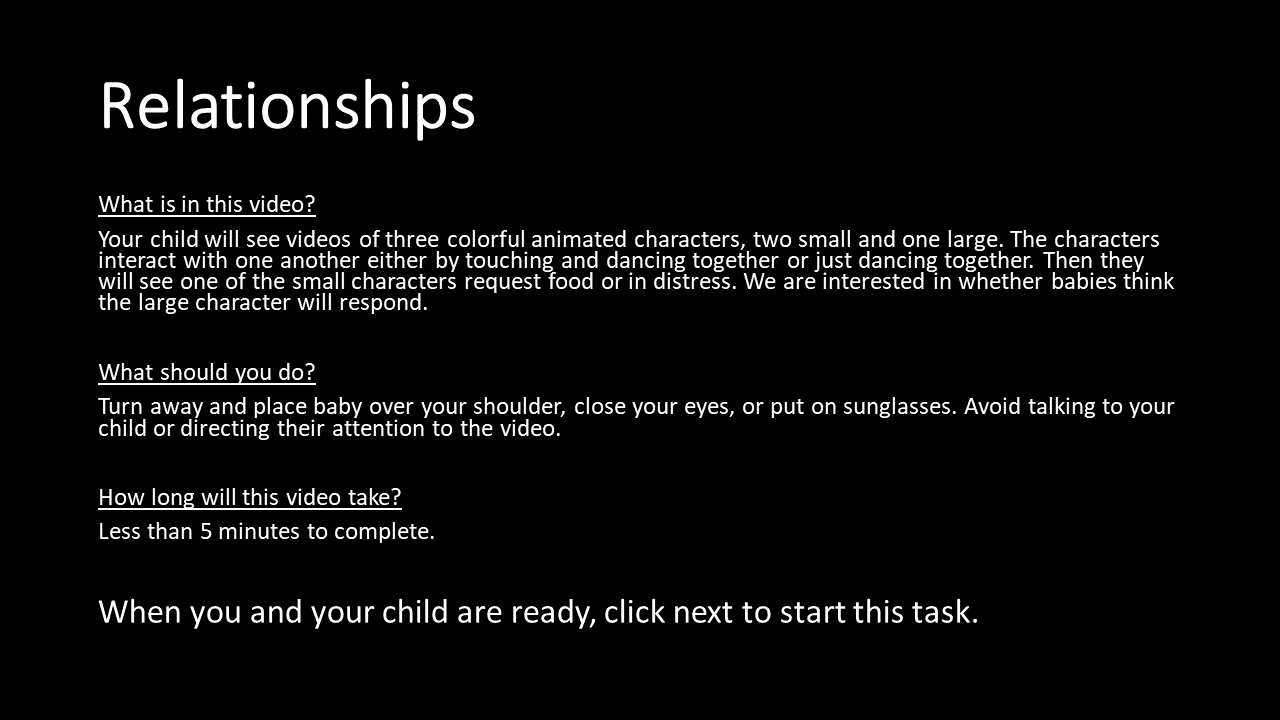 Relationships
What is in this video?
Your child will see videos of three colorful animated characters, two small and one large. The characters
interact with one another either by touching and dancing together or just dancing together. Then they
will see one of the small characters request food or in distress. We are interested in whether babies think
the large character will respond.
What should you do?
Turn away and place baby over your shoulder, close your eyes, or put on sunglasses. Avoid talking to your
child or directing their attention to the video.
How long will this video take?
Less than 5 minutes to complete.
When you and your child are ready, click next to start this task.